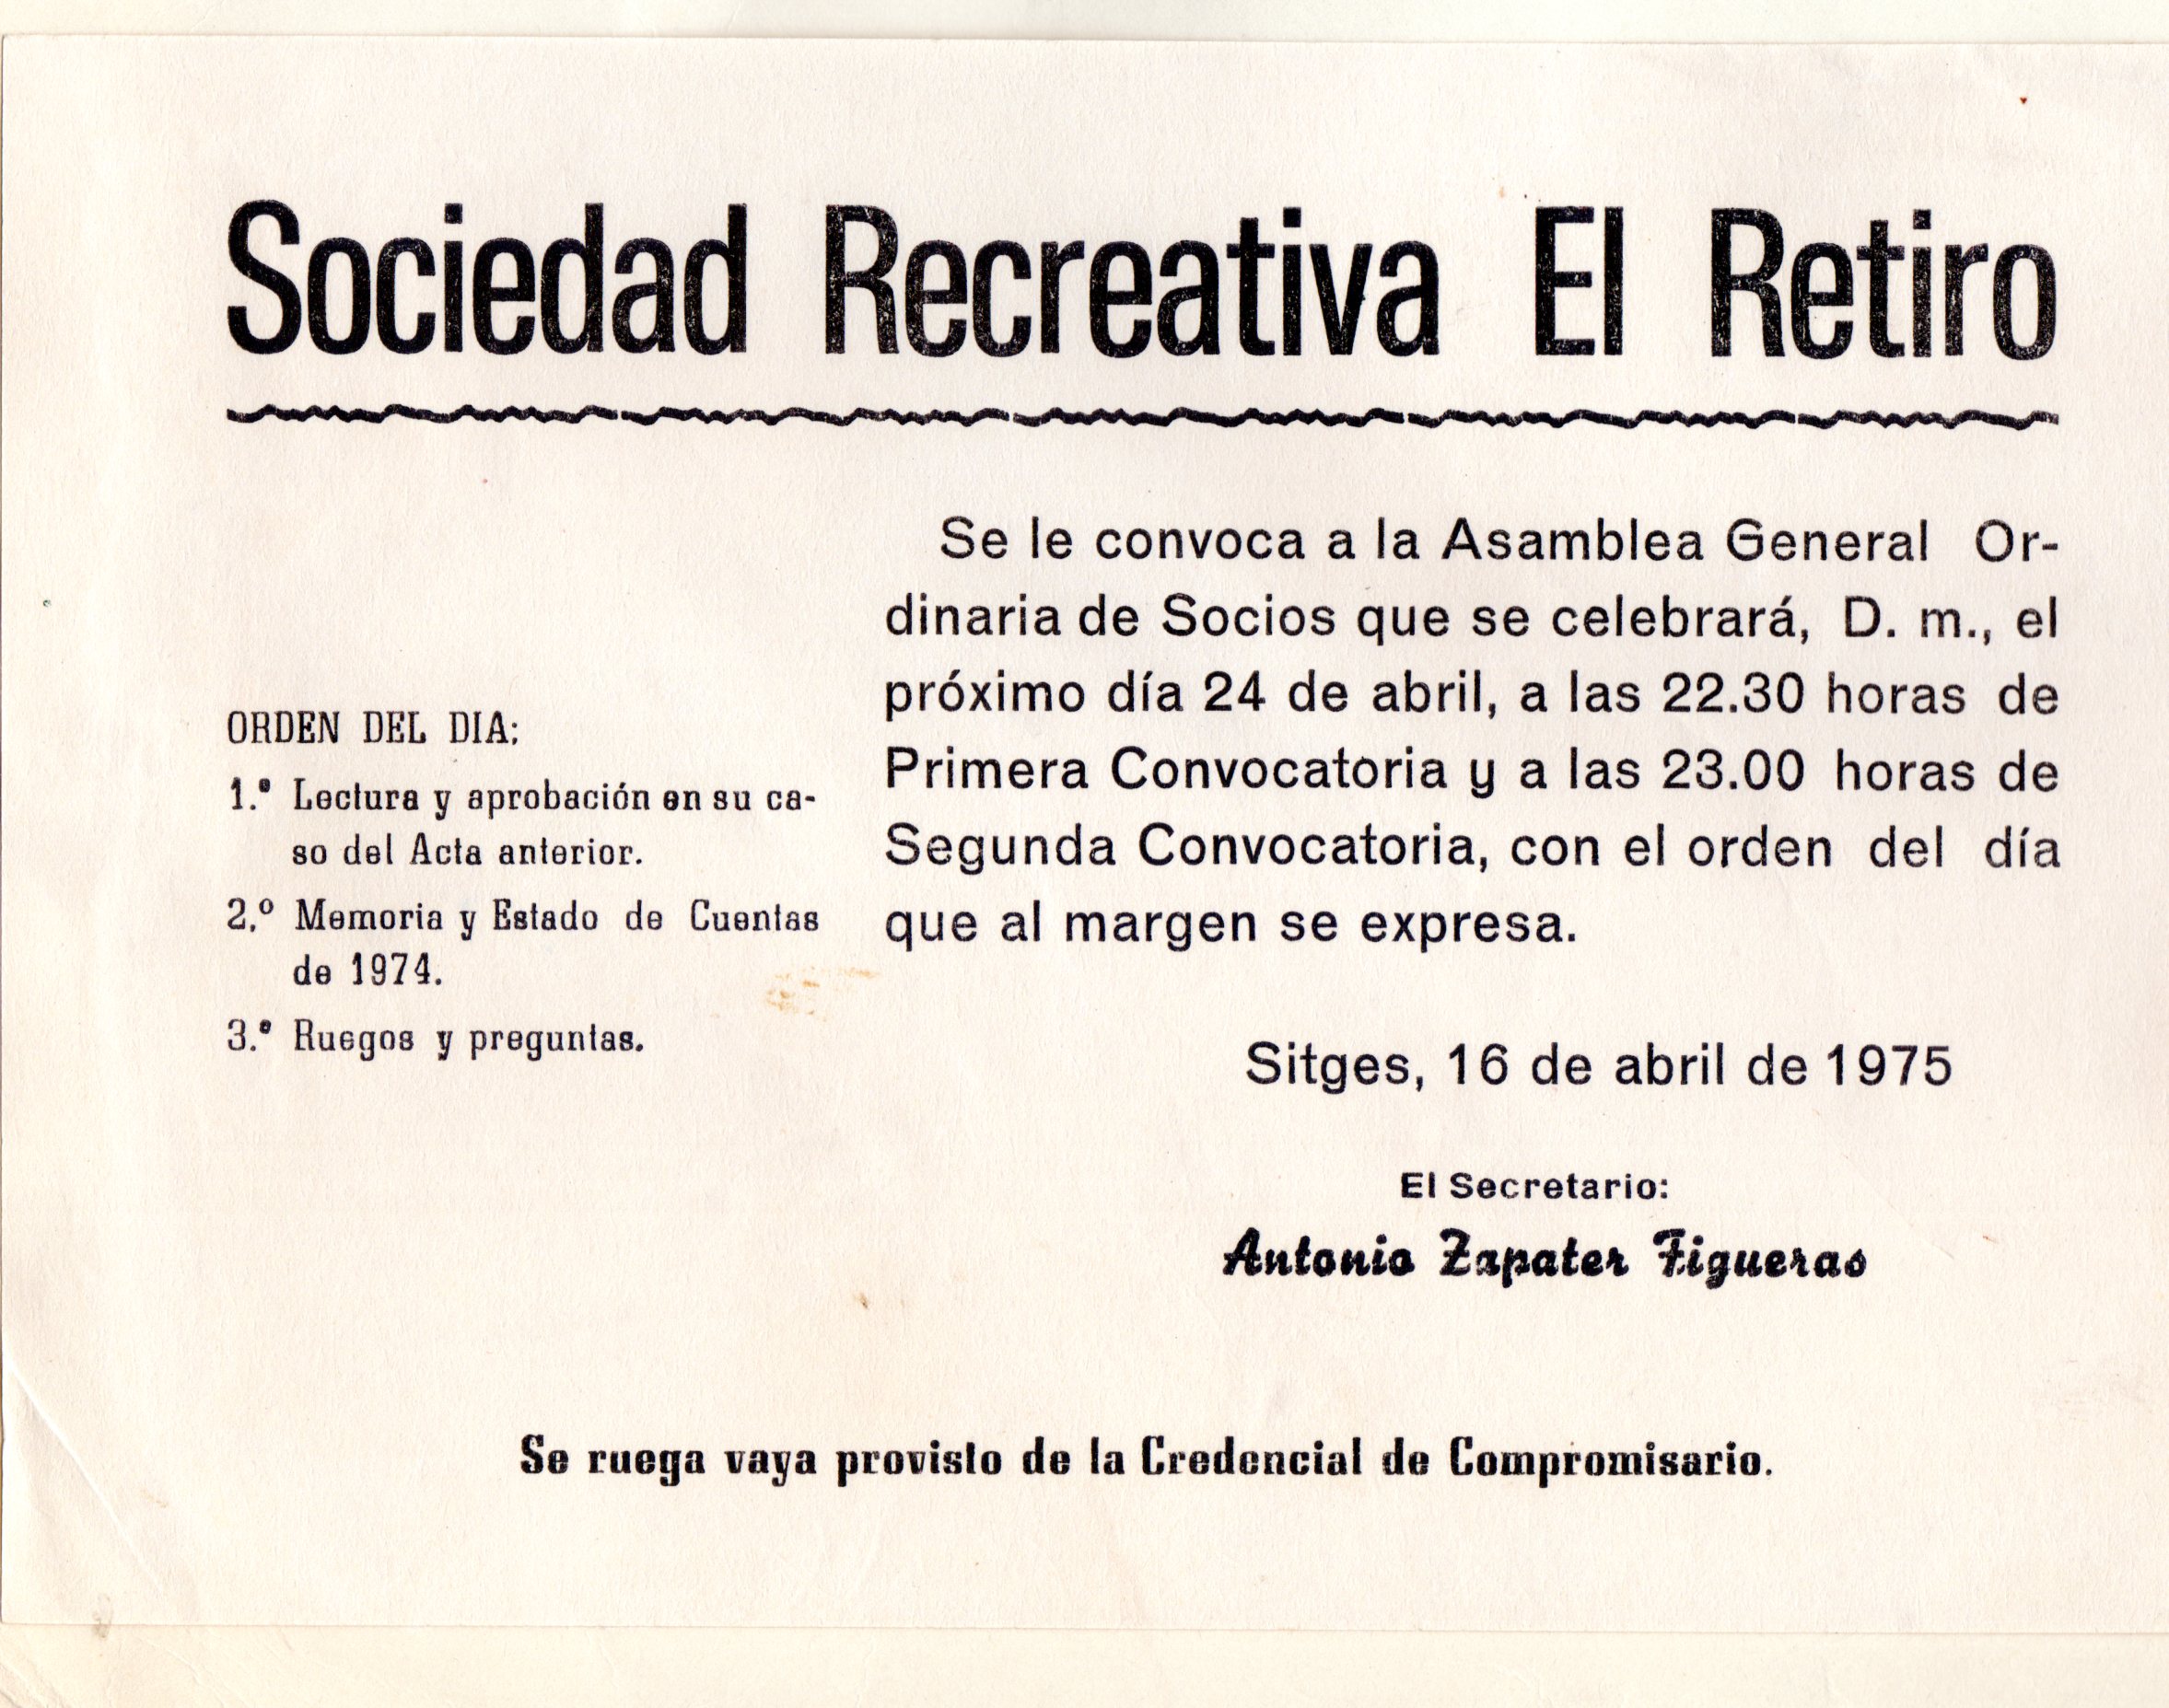 Sociedad Recreativa El Retiro
Se le convoca a la Asamblea General Or-
dinaria de Socios que se celebrará, D. m., el
próximo día 24 de abril, a las 22.30 horas de
Primera Convocatoria y a las 23.00 horas de
Segunda Convocatoria, con el orden del día
que al margen se expresa.
ORDEN DEL DIA:
1.º Lectura y aprobación en su ca-
so del Acta anterior.
2.º Memoria y Estado de Cuentas
de 1974.
3.º Ruegos y preguntas.
Sitges, 16 de abril de 1975
El Secretario:
Antonio Zapater Figueras
Se ruega vaya provisto de la Credencial de Compromisario.